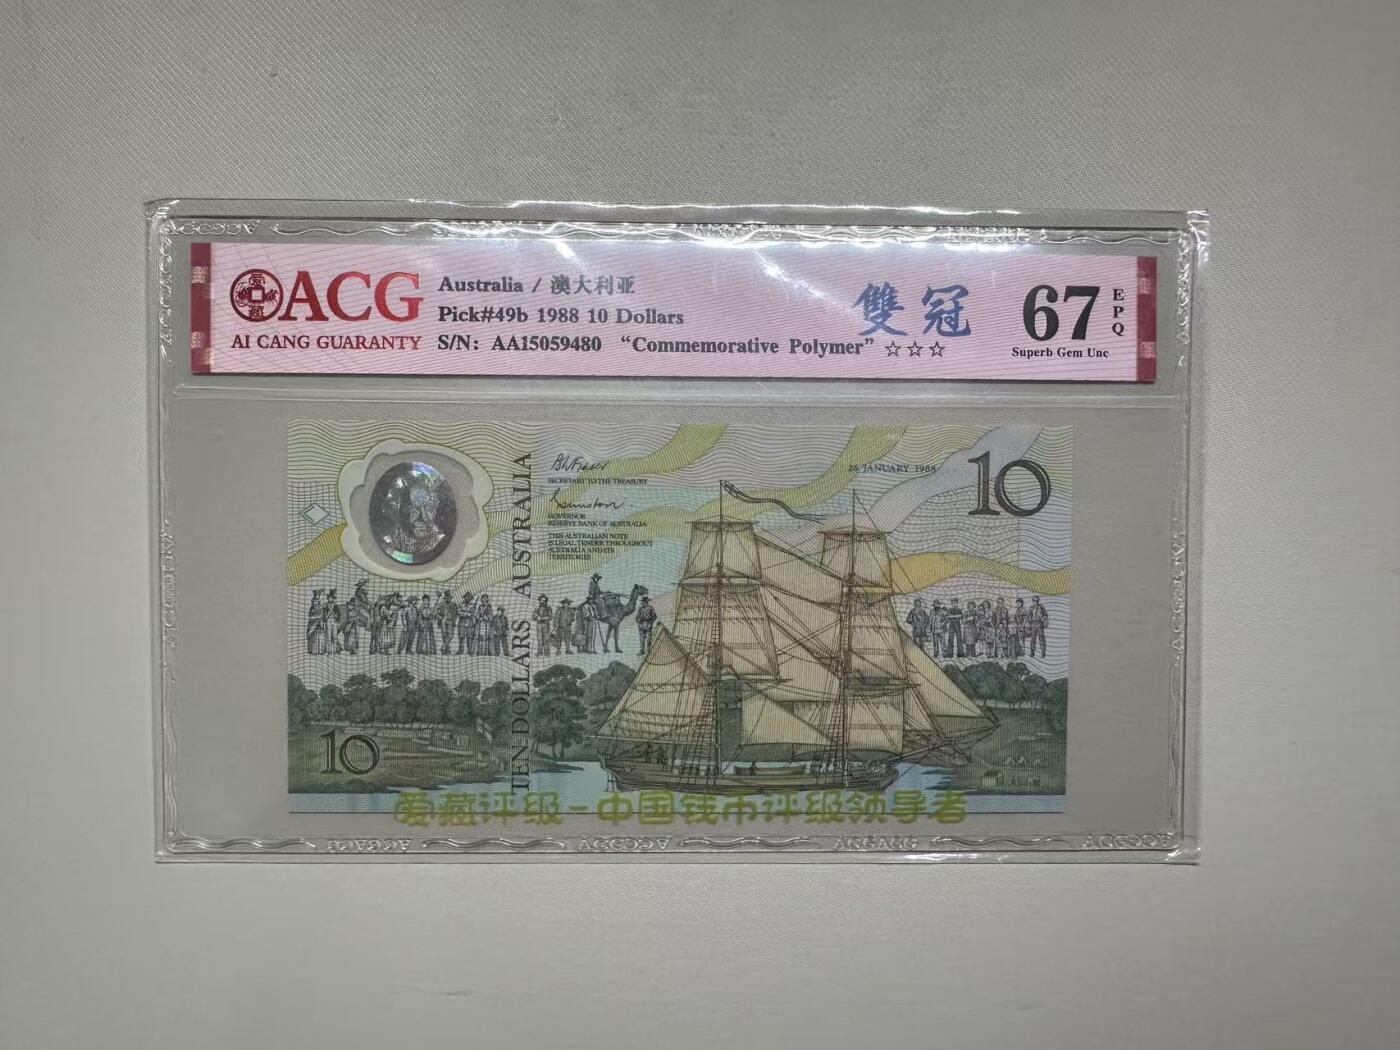 ACG
AI CANG GUARANTY
Australia / 澳大利亚
Pick#49b 1988 10 Dollars
S/N: AA15059480 “Commemorative Polymer” ☆☆☆
雙冠
67
EPQ
Superb Gem Unc
SECRETARY TO THE TREASURY
GOVERNOR
RESERVE BANK OF AUSTRALIA
THIS AUSTRALIAN NOTE
IS LEGAL TENDER THROUGHOUT
AUSTRALIA AND ITS
TERRITORIES
26 JANUARY 1988
10
TEN DOLLARS AUSTRALIA
10
爱藏评级-中国钱币评级领导者